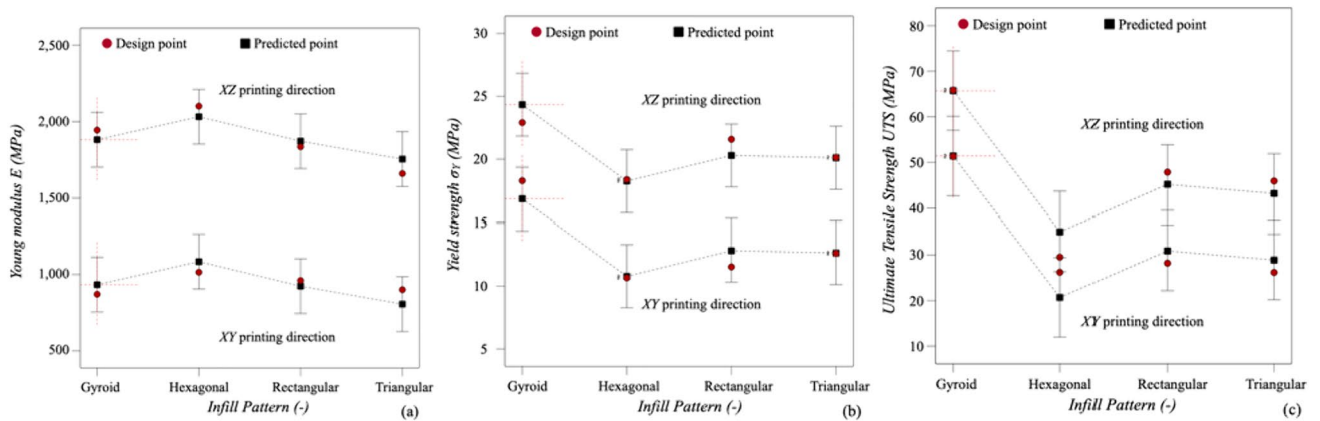 Design point Predicted point
2,500
2,000
1,500
1,000
500
XZ printing direction
XY printing direction
Young modulus E (MPa)
Gyroid Hexagonal Rectangular Triangular
Infill Pattern (-)
(a)
Design point Predicted point
30
25
20
15
10
5
XZ printing direction
XY printing direction
Yield strength σY (MPa)
Gyroid Hexagonal Rectangular Triangular
Infill Pattern (-)
(b)
Design point Predicted point
80
70
60
50
40
30
20
10
XZ printing direction
XY printing direction
Ultimate Tensile Strength UTS (MPa)
Gyroid Hexagonal Rectangular Triangular
Infill Pattern (-)
(c)